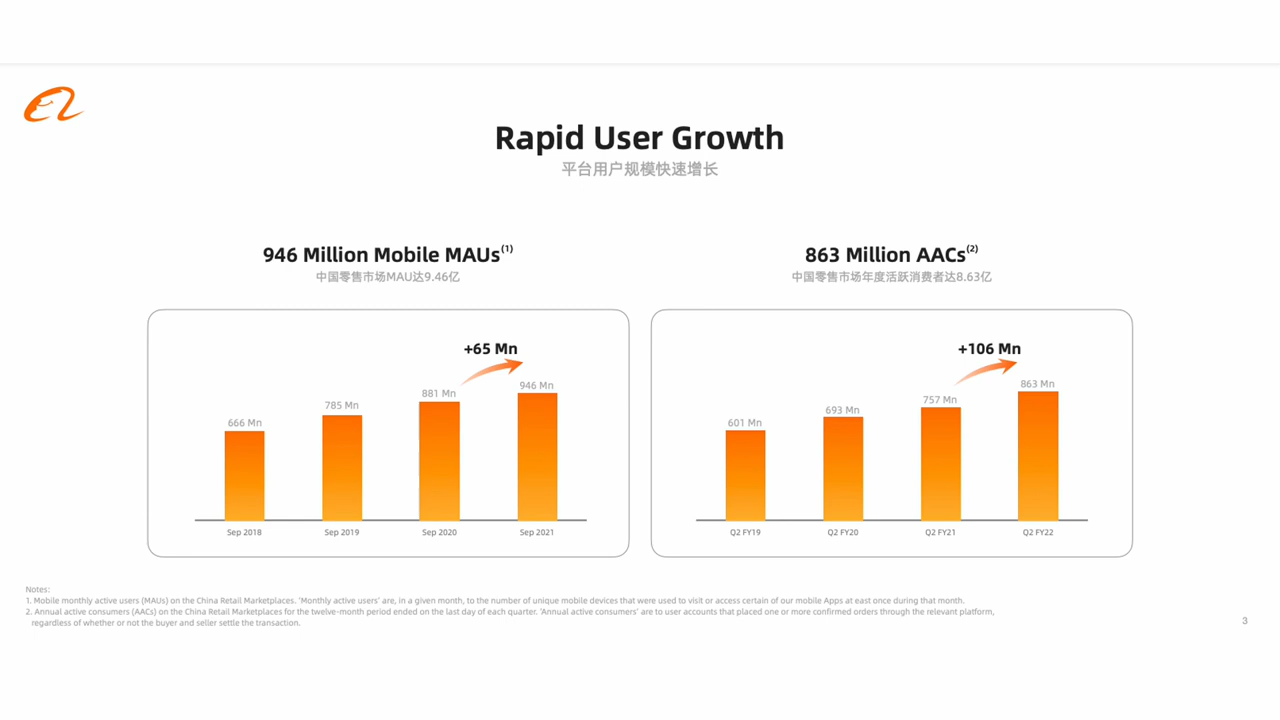 Rapid User Growth
平台用户规模快速增长
946 Million Mobile MAUs(1)
中国零售市场MAU达9.46亿
+65 Mn
666 Mn
785 Mn
881 Mn
946 Mn
Sep 2018
Sep 2019
Sep 2020
Sep 2021
863 Million AACs(2)
中国零售市场年度活跃消费者达8.63亿
+106 Mn
601 Mn
693 Mn
757 Mn
863 Mn
Q2 FY19
Q2 FY20
Q2 FY21
Q2 FY22
Notes:
1. Mobile monthly active users (MAUs) on the China Retail Marketplaces. ‘Monthly active users’ are, in a given month, to the number of unique mobile devices that were used to visit or access certain of our mobile Apps at east once during that month.
2. Annual active consumers (AACs) on the China Retail Marketplaces for the twelve-month period ended on the last day of each quarter. ‘Annual active consumers’ are to user accounts that placed one or more confirmed orders through the relevant platform,
regardless of whether or not the buyer and seller settle the transaction.
3